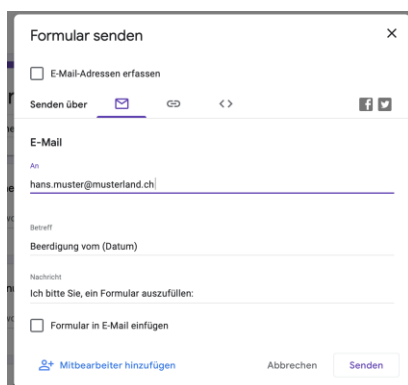 Formular senden
E-Mail-Adressen erfassen
Senden über
E-Mail
An
hans.muster@musterland.ch
Betreff
Beerdigung vom (Datum)
Nachricht
Ich bitte Sie, ein Formular auszufüllen:
Formular in E-Mail einfügen
Mitbearbeiter hinzufügen Abbrechen Senden